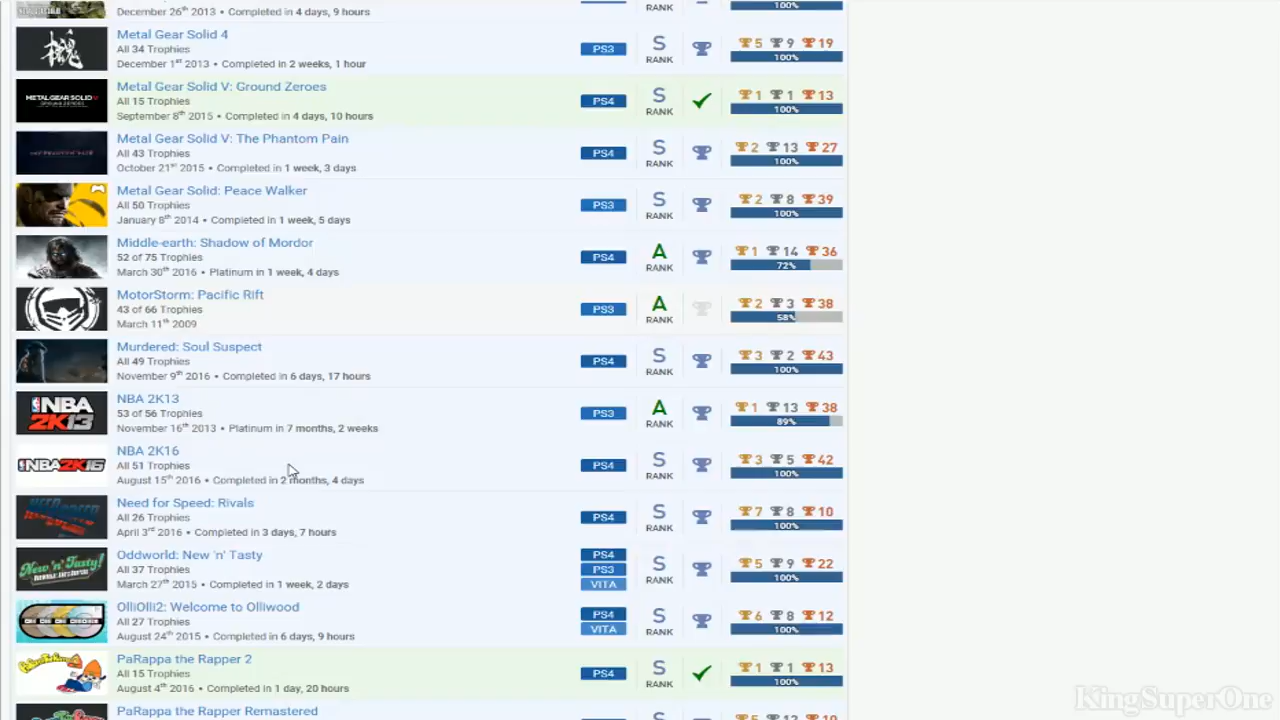 December 26th 2013 • Completed in 4 days, 9 hours
RANK
100%
Metal Gear Solid 4
All 34 Trophies
December 1st 2013 • Completed in 2 weeks, 1 hour
PS3
S
RANK
5 9 19
100%
METAL GEAR SOLID V
GROUND ZEROES
Metal Gear Solid V: Ground Zeroes
All 15 Trophies
September 8th 2015 • Completed in 4 days, 10 hours
PS4
S
RANK
1 1 13
100%
Metal Gear Solid V: The Phantom Pain
All 43 Trophies
October 21st 2015 • Completed in 1 week, 3 days
PS4
S
RANK
2 13 27
100%
Metal Gear Solid: Peace Walker
All 50 Trophies
January 8th 2014 • Completed in 1 week, 5 days
PS3
S
RANK
2 8 39
100%
Middle-earth: Shadow of Mordor
52 of 75 Trophies
March 30th 2016 • Platinum in 1 week, 4 days
PS4
A
RANK
1 14 36
72%
MotorStorm: Pacific Rift
43 of 66 Trophies
March 11th 2009
PS3
A
RANK
2 3 38
58%
Murdered: Soul Suspect
All 49 Trophies
November 9th 2016 • Completed in 6 days, 17 hours
PS4
S
RANK
3 2 43
100%
NBA
2K13
NBA 2K13
53 of 56 Trophies
November 16th 2013 • Platinum in 7 months, 2 weeks
PS3
A
RANK
1 13 38
89%
NBA2K16
NBA 2K16
All 51 Trophies
August 15th 2016 • Completed in 2 months, 4 days
PS4
S
RANK
3 5 42
100%
Need for Speed: Rivals
All 26 Trophies
April 3rd 2016 • Completed in 3 days, 7 hours
PS4
S
RANK
7 8 10
100%
New 'n' Tasty!
Oddworld: New 'n' Tasty
All 37 Trophies
March 27th 2015 • Completed in 1 week, 2 days
PS4
PS3
VITA
S
RANK
5 9 22
100%
OlliOlli2: Welcome to Olliwood
All 27 Trophies
August 24th 2015 • Completed in 6 days, 9 hours
PS4
VITA
S
RANK
6 8 12
100%
PaRappa the Rapper 2
All 15 Trophies
August 4th 2016 • Completed in 1 day, 20 hours
PS4
S
RANK
1 1 13
100%
PaRappa the Rapper Remastered
KingSuperOne